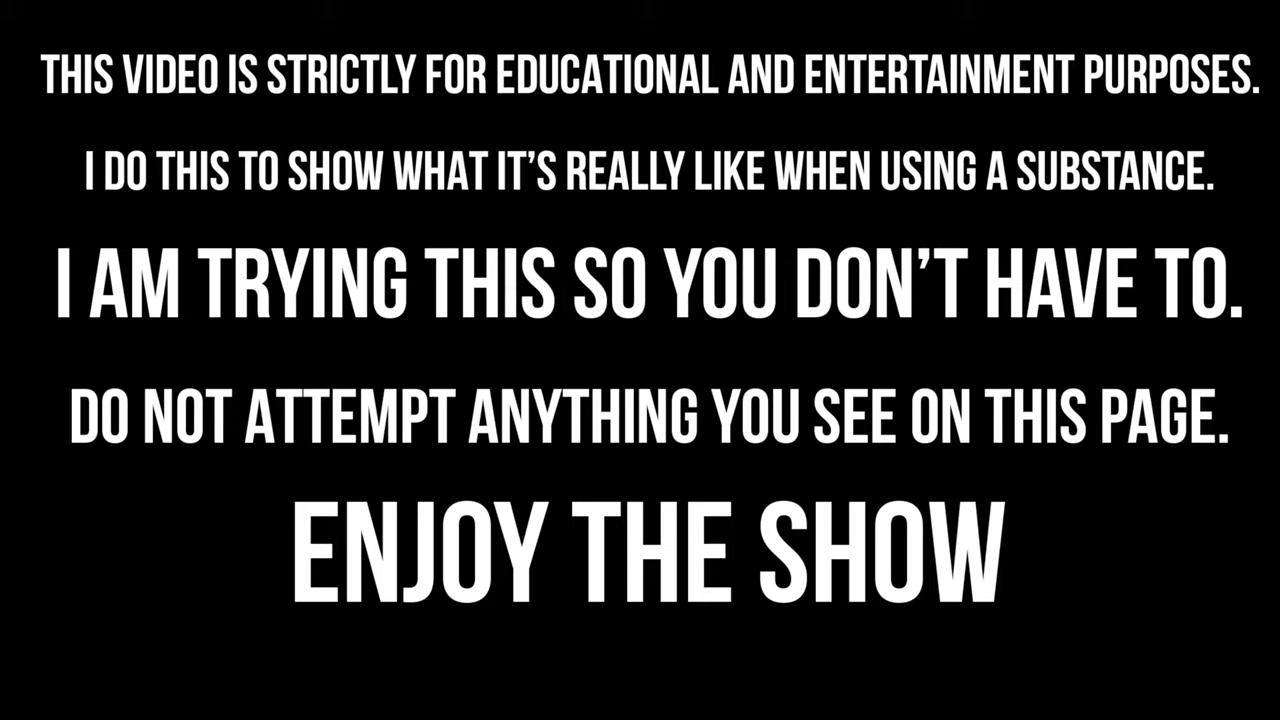 THIS VIDEO IS STRICTLY FOR EDUCATIONAL AND ENTERTAINMENT PURPOSES.
I DO THIS TO SHOW WHAT IT'S REALLY LIKE WHEN USING A SUBSTANCE.
I AM TRYING THIS SO YOU DON'T HAVE TO.
DO NOT ATTEMPT ANYTHING YOU SEE ON THIS PAGE.
ENJOY THE SHOW